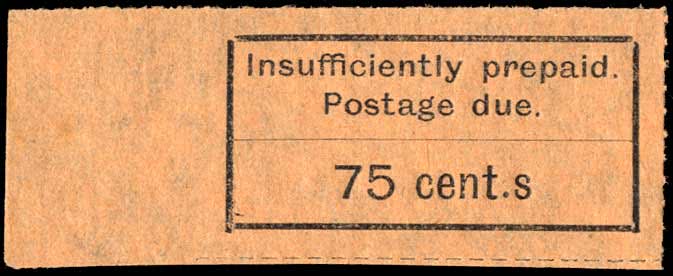 Insufficiently prepaid.
Postage due.
75 cent.s